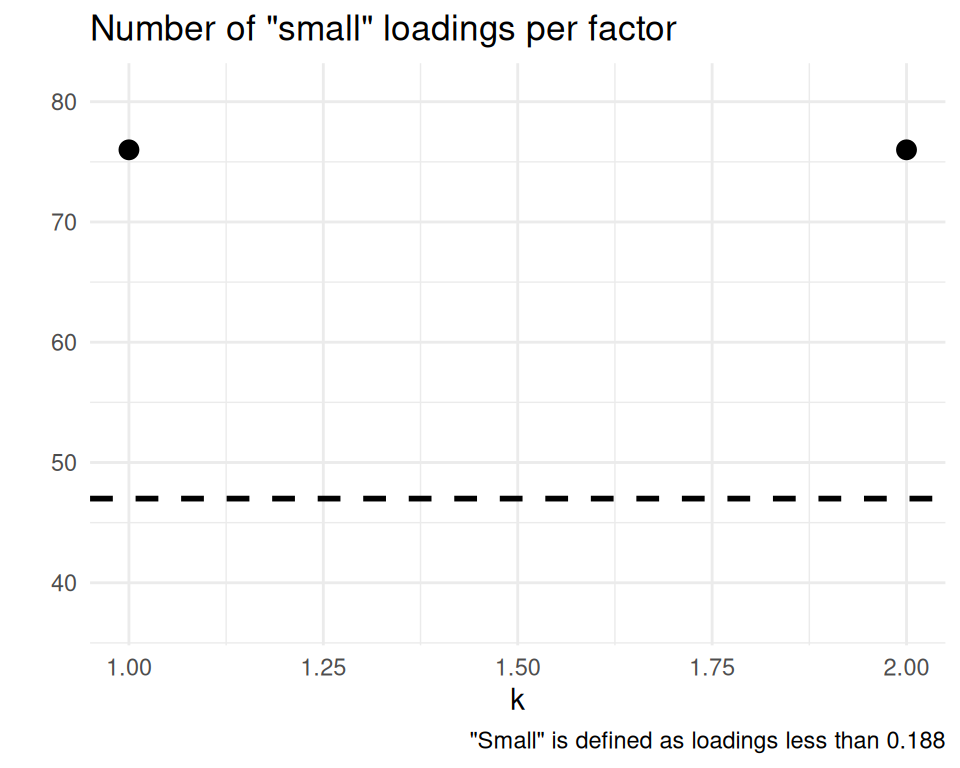 Number of "small" loadings per factor
80
70
60
50
40
1.00 1.25 1.50 1.75 2.00
k
"Small" is defined as loadings less than 0.188